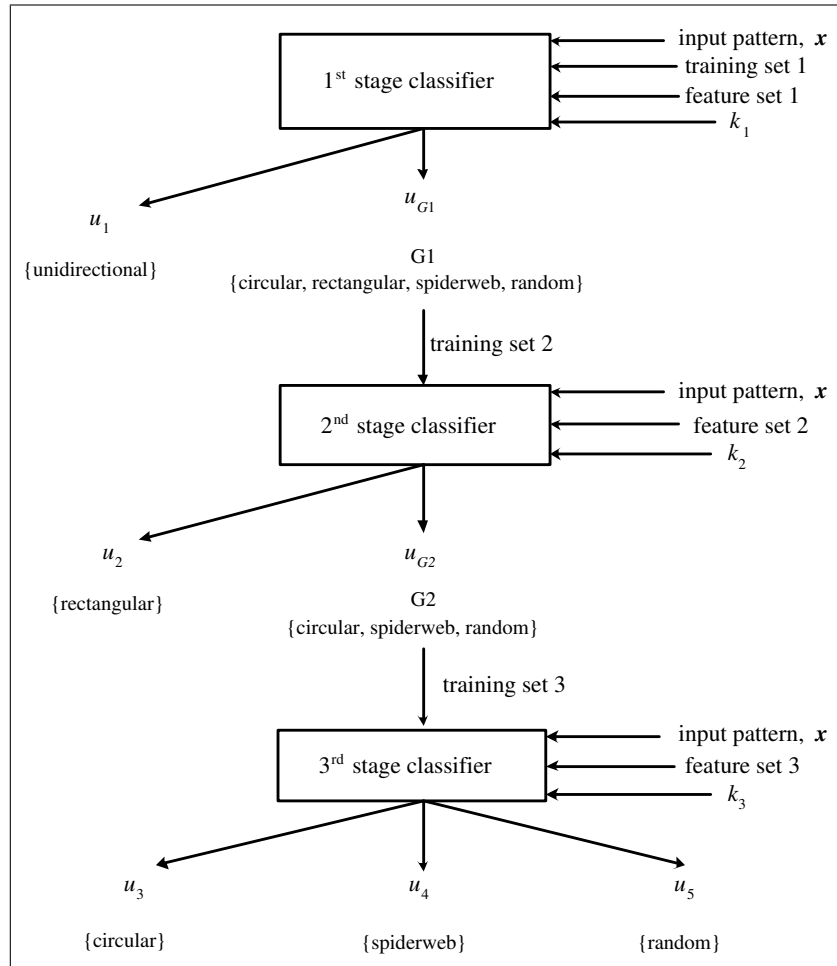 input pattern, x
training set 1
1st stage classifier
feature set 1
k1
u1
uG1
{unidirectional}
G1
{circular, rectangular, spiderweb, random}
training set 2
input pattern, x
2nd stage classifier
feature set 2
k2
u2
uG2
{rectangular}
G2
{circular, spiderweb, random}
training set 3
input pattern, x
3rd stage classifier
feature set 3
k3
u3
u4
u5
{circular}
{spiderweb}
{random}